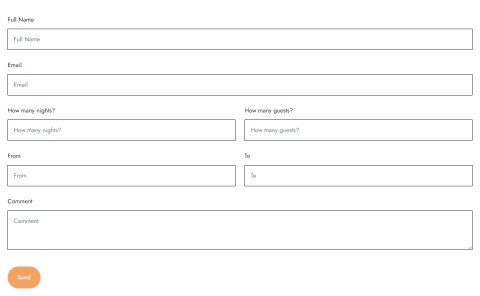 Full Name
Full Name
Email
Email
How many nights? How many guests?
How many nights? How many guests?
From To
From To
Comment
Comment
Send